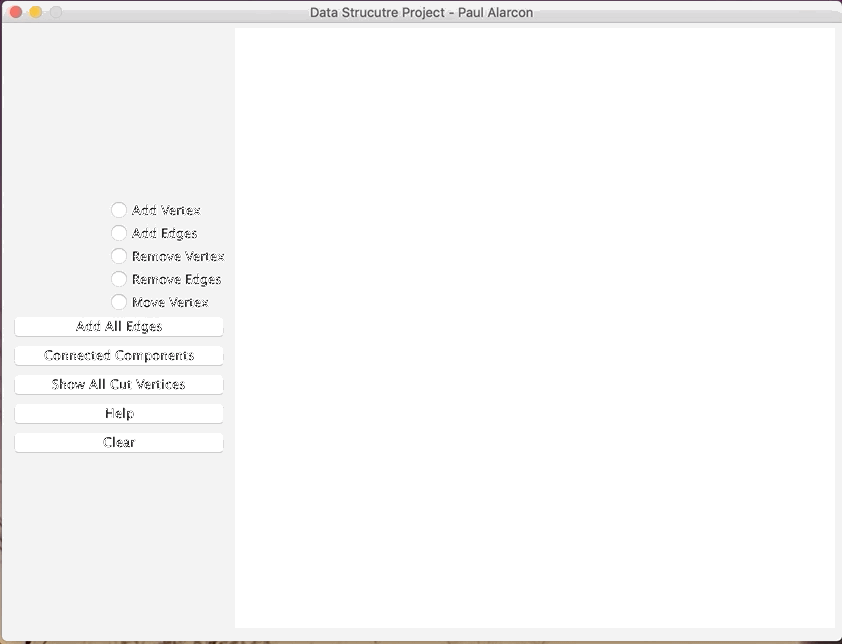 Data Strucutre Project - Paul Alarcon
Add Vertex
Add Edges
Remove Vertex
Remove Edges
Move Vertex
Add All Edges
Connected Components
Show All Cut Vertices
Help
Clear